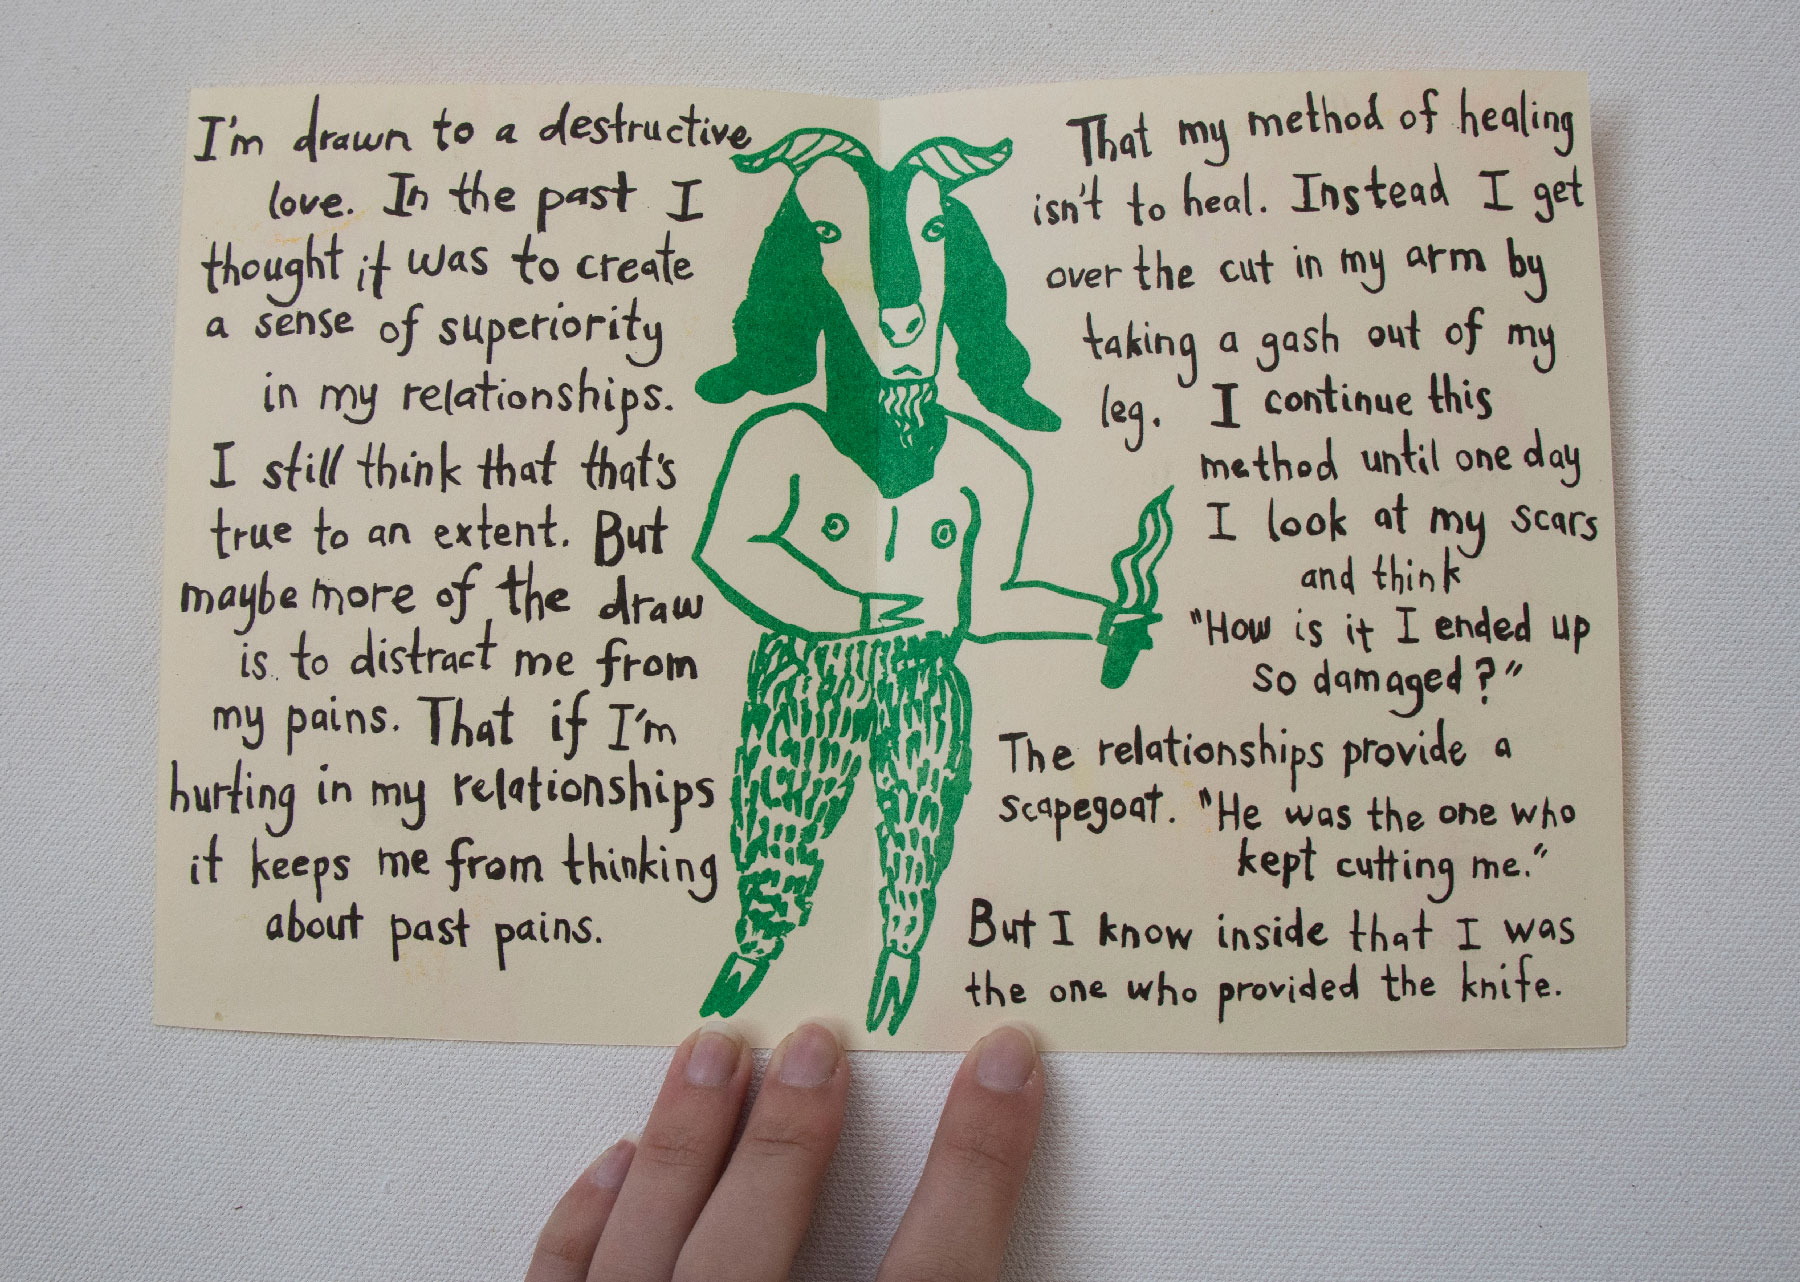 I'm drawn to a destructive
love. In the past I
thought it was to create
a sense of superiority
in my relationships.
I still think that that's
true to an extent. But
maybe more of the draw
is to distract me from
my pains. That if I'm
hurting in my relationships
it keeps me from thinking
about past pains.
That my method of healing
isn't to heal. Instead I get
over the cut in my arm by
taking a gash out of my
leg. I continue this
method until one day
I look at my scars
and think
"How is it I ended up
so damaged?"
The relationships provide a
scapegoat. "He was the one who
kept cutting me."
But I know inside that I was
the one who provided the knife.